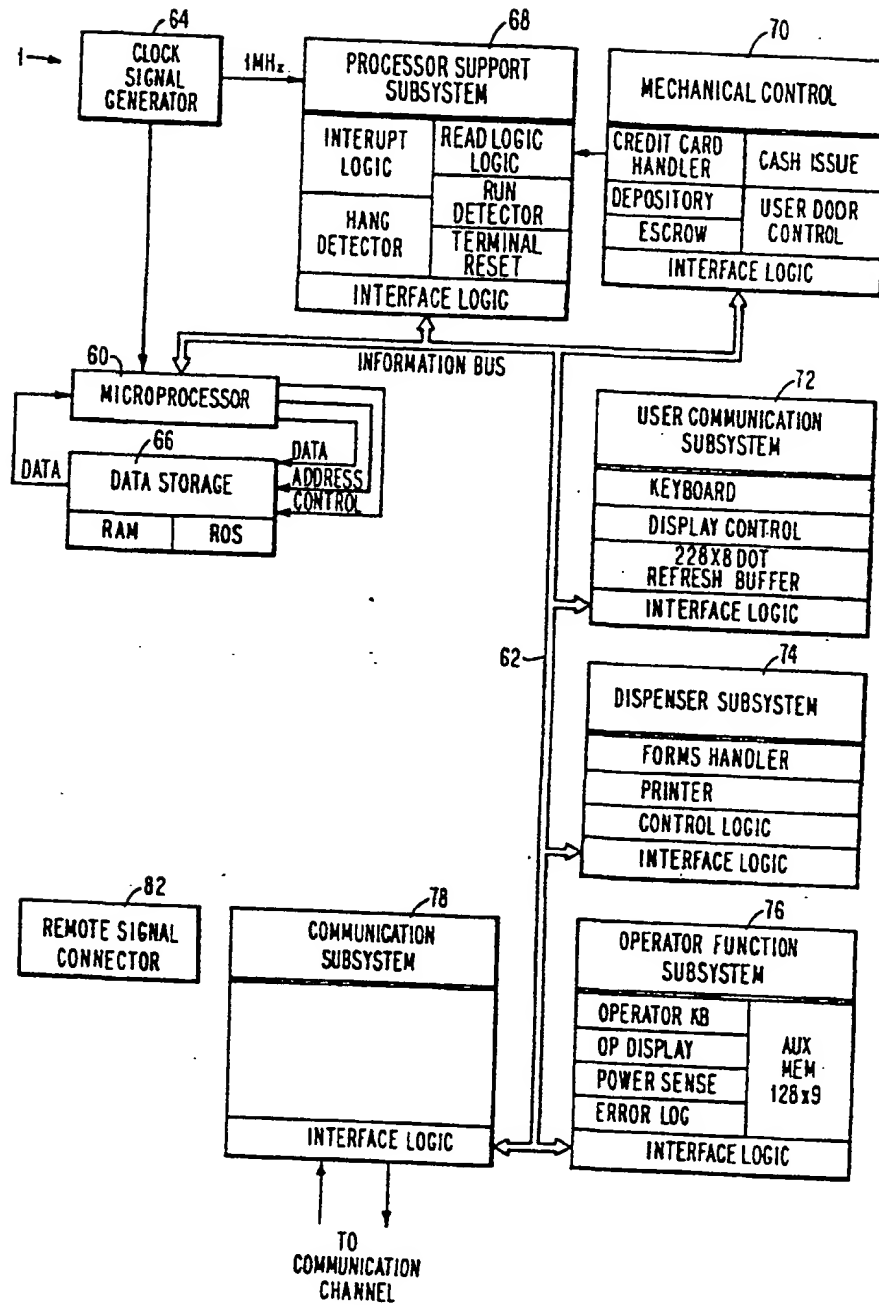 64
1
CLOCK
SIGNAL
GENERATOR
1MHz
68
PROCESSOR SUPPORT
SUBSYSTEM
INTERUPT
LOGIC
HANG
DETECTOR
READ LOGIC
LOGIC
RUN
DETECTOR
TERMINAL
RESET
INTERFACE LOGIC
70
MECHANICAL CONTROL
CREDIT CARD
HANDLER
DEPOSITORY
ESCROW
CASH ISSUE
USER DOOR
CONTROL
INTERFACE LOGIC
INFORMATION BUS
60
MICROPROCESSOR
66
DATA
DATA STORAGE
RAM
ROS
DATA
ADDRESS
CONTROL
72
USER COMMUNICATION
SUBSYSTEM
KEYBOARD
DISPLAY CONTROL
228X8 DOT
REFRESH BUFFER
INTERFACE LOGIC
62
74
DISPENSER SUBSYSTEM
FORMS HANDLER
PRINTER
CONTROL LOGIC
INTERFACE LOGIC
82
REMOTE SIGNAL
CONNECTOR
78
COMMUNICATION
SUBSYSTEM
INTERFACE LOGIC
76
OPERATOR FUNCTION
SUBSYSTEM
OPERATOR KB
OP DISPLAY
POWER SENSE
ERROR LOG
AUX
MEM
128x9
INTERFACE LOGIC
TO
COMMUNICATION
CHANNEL